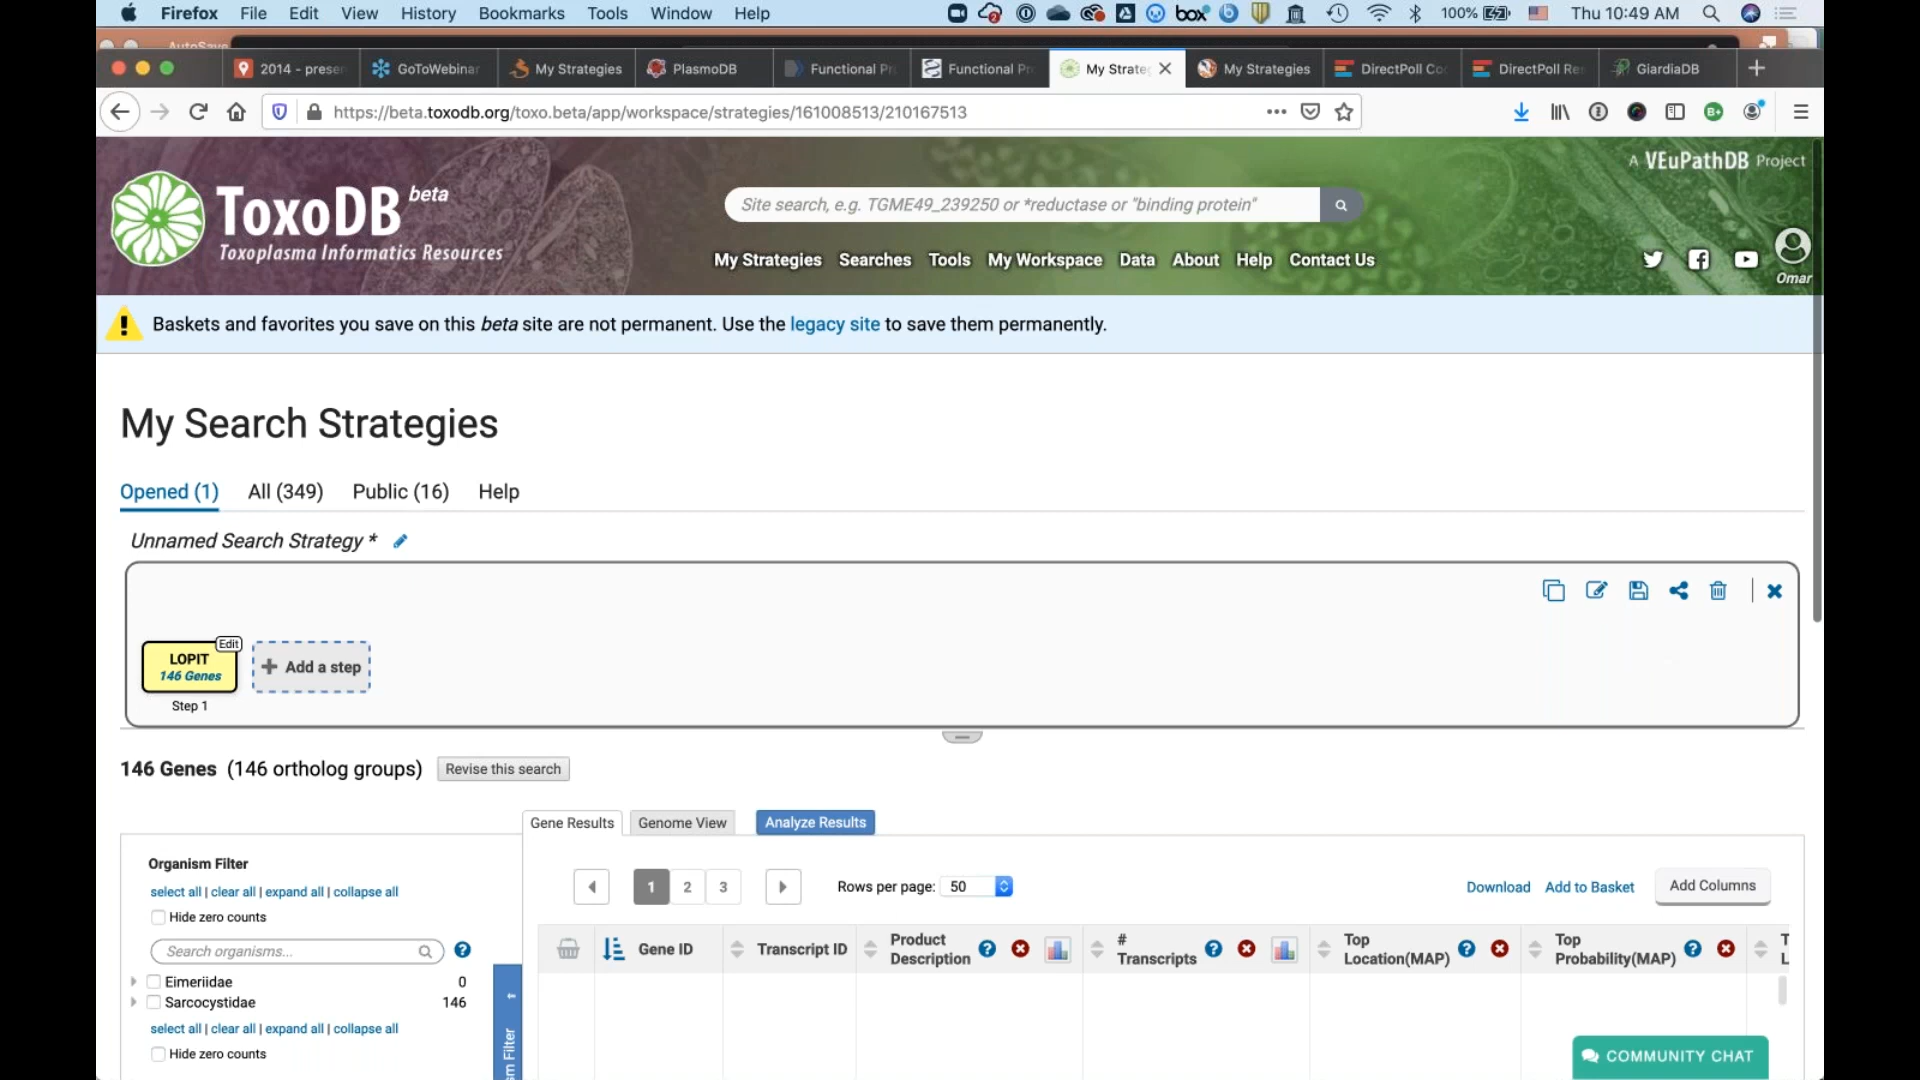 Firefox File Edit View History Bookmarks Tools Window Help box 100% Thu 10:49 AM
AutoSave
2014 - presen GoToWebinar My Strategies PlasmoDB Functional Pr Functional Pr My Strateg My Strategies DirectPoll Co DirectPoll Re GiardiaDB
https://beta.toxodb.org/toxo.beta/app/workspace/strategies/161008513/210167513
A VEuPathDB Project
ToxoDB beta
Toxoplasma Informatics Resources
Site search, e.g. TGME49_239250 or *reductase or "binding protein"
My Strategies Searches Tools My Workspace Data About Help Contact Us
Omar
Baskets and favorites you save on this beta site are not permanent. Use the legacy site to save them permanently.
My Search Strategies
Opened (1) All (349) Public (16) Help
Unnamed Search Strategy *
Edit
LOPIT
146 Genes
Add a step
Step 1
146 Genes (146 ortholog groups) Revise this search
Gene Results Genome View Analyze Results
Organism Filter
select all | clear all | expand all | collapse all
Hide zero counts
Search organisms...
Eimeriidae 0
Sarcocystidae 146
select all | clear all | expand all | collapse all
Hide zero counts
sm Filter
1 2 3 Rows per page: 50 Download Add to Basket Add Columns
Gene ID Transcript ID Product Description # Transcripts Top Location(MAP) Top Probability(MAP) T L
COMMUNITY CHAT